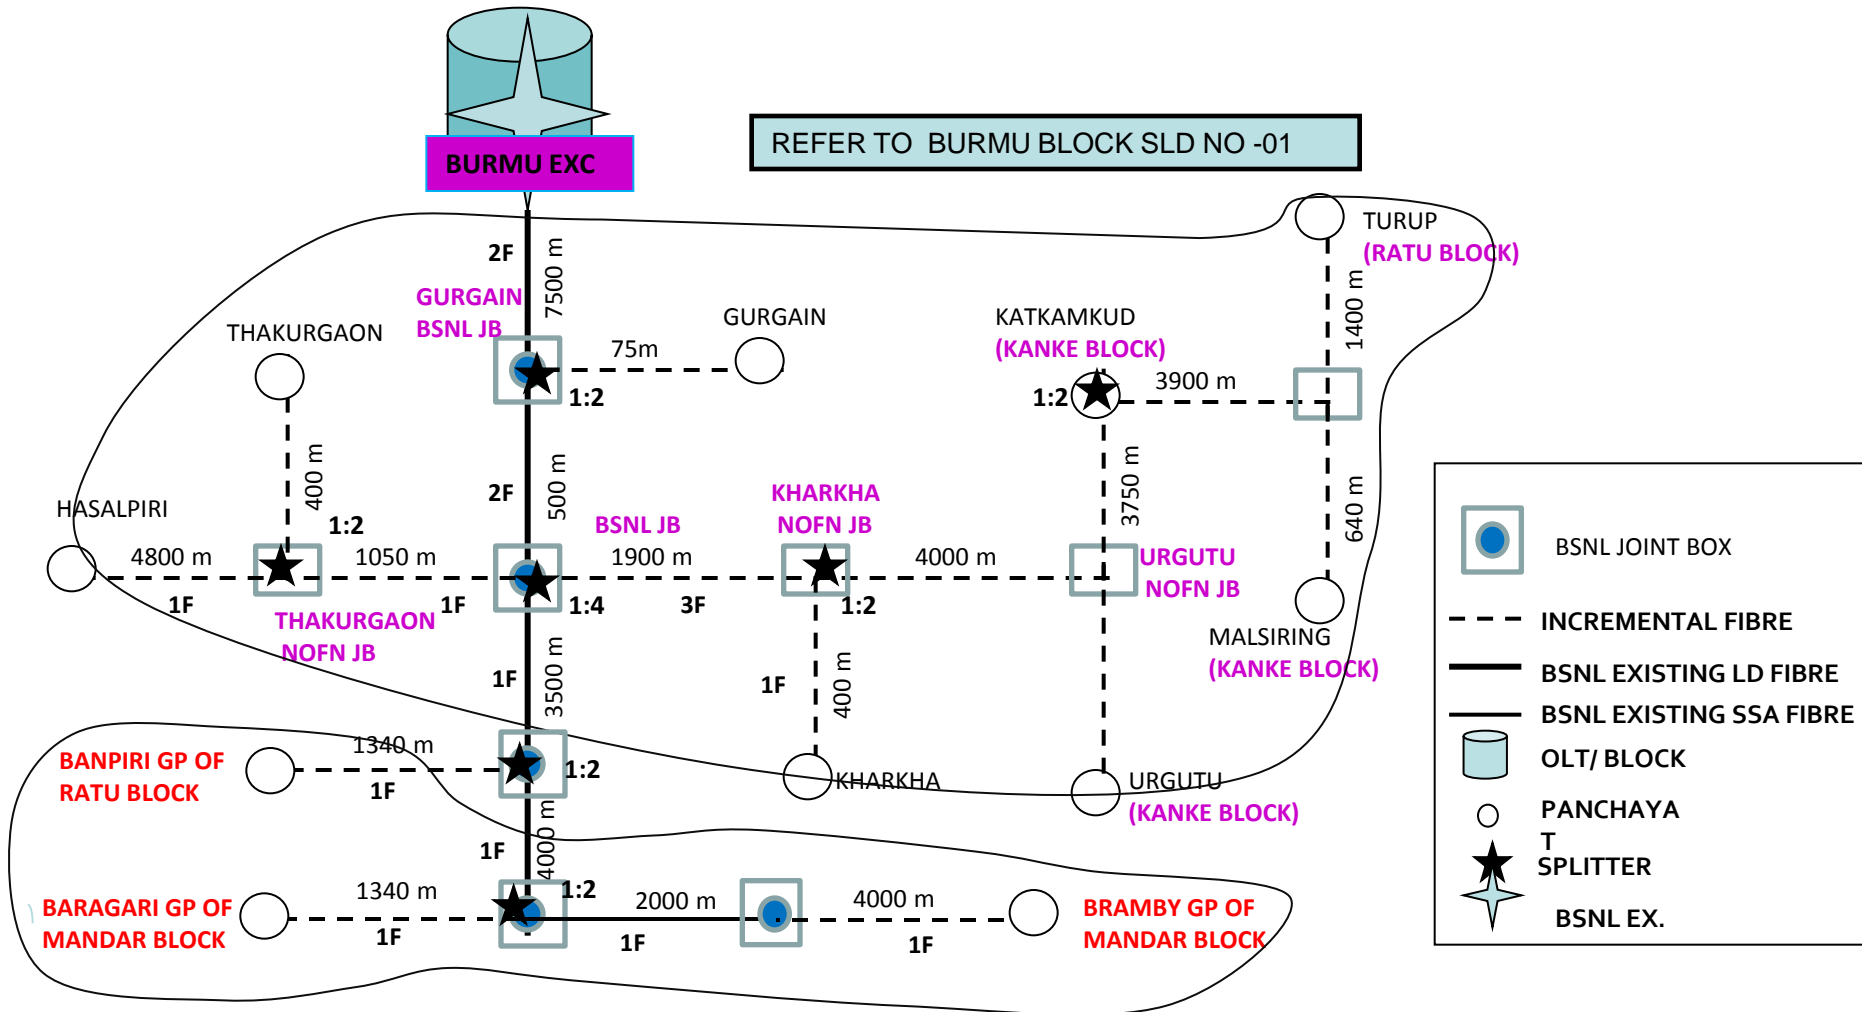 BURMU EXC
REFER TO BURMU BLOCK SLD NO -01
2F
7500 m
TURUP
(RATU BLOCK)
GURGAIN
BSNL JB
THAKURGAON
GURGAIN
KATKAMKUD
(KANKE BLOCK)
1400 m
75m
1:2
1:2
3900 m
400 m
2F
500 m
3750 m
640 m
HASALPIRI
1:2
BSNL JB
KHARKHA
NOFN JB
4800 m
1050 m
1900 m
4000 m
URGUTU
NOFN JB
1F
1F
1:4
3F
1:2
THAKURGAON
NOFN JB
MALSIRING
(KANKE BLOCK)
1F
3500 m
1F
400 m
BANPIRI GP OF
RATU BLOCK
1340 m
1F
1:2
KHARKHA
URGUTU
(KANKE BLOCK)
1F
4000 m
BARAGARI GP OF
MANDAR BLOCK
1340 m
1F
1:2
2000 m
1F
4000 m
1F
BRAMBY GP OF
MANDAR BLOCK
BSNL JOINT BOX
INCREMENTAL FIBRE
BSNL EXISTING LD FIBRE
BSNL EXISTING SSA FIBRE
OLT/ BLOCK
PANCHAYA
T
SPLITTER
BSNL EX.